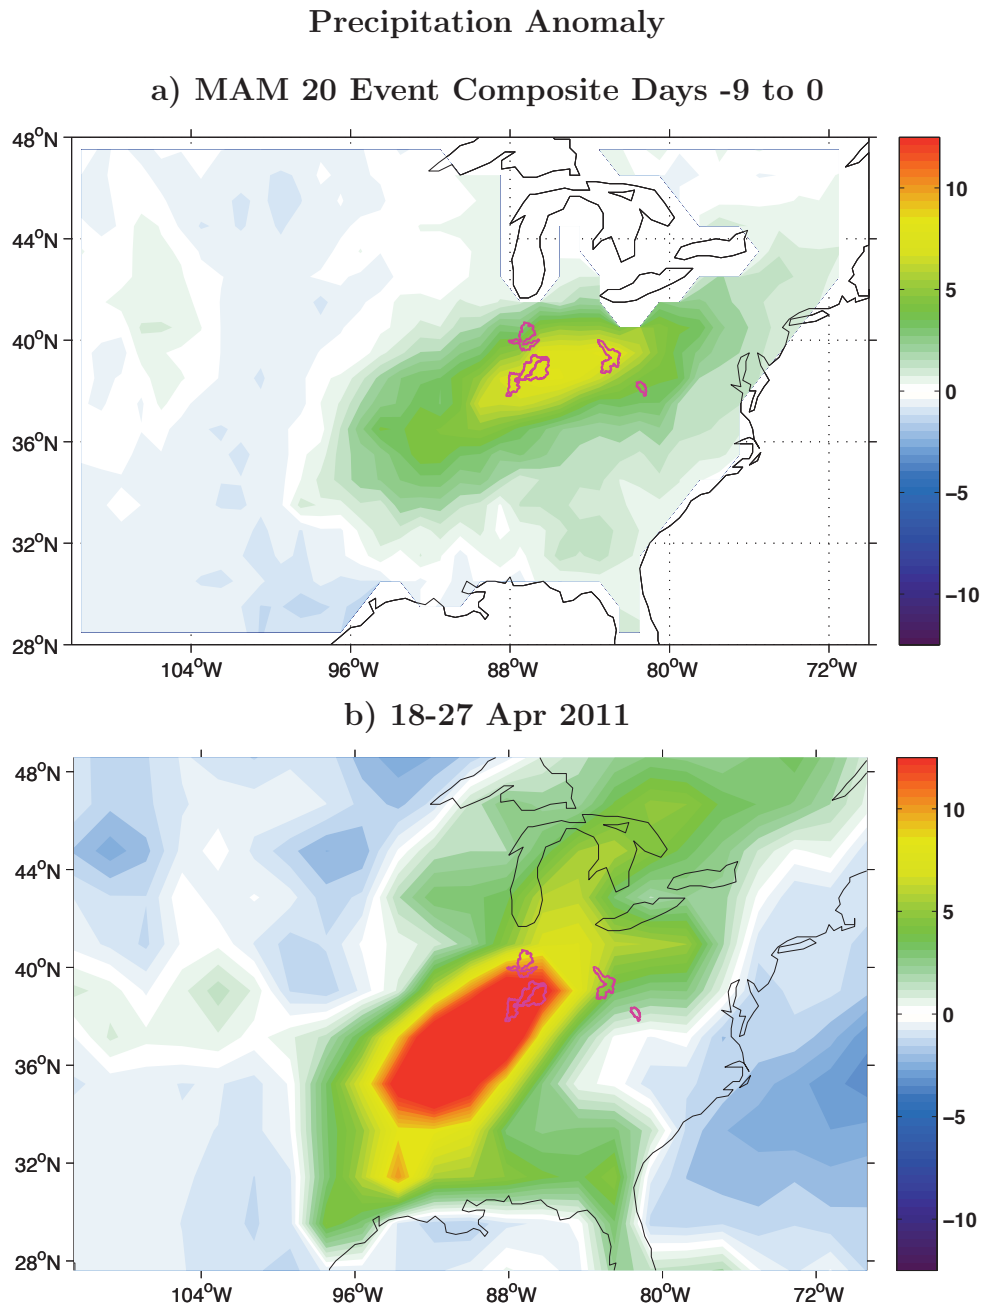 Precipitation Anomaly
a) MAM 20 Event Composite Days -9 to 0
48°N
44°N
40°N
36°N
32°N
28°N
104°W 96°W 88°W 80°W 72°W
10
5
0
−5
−10
b) 18-27 Apr 2011
48°N
44°N
40°N
36°N
32°N
28°N
104°W 96°W 88°W 80°W 72°W
10
5
0
−5
−10